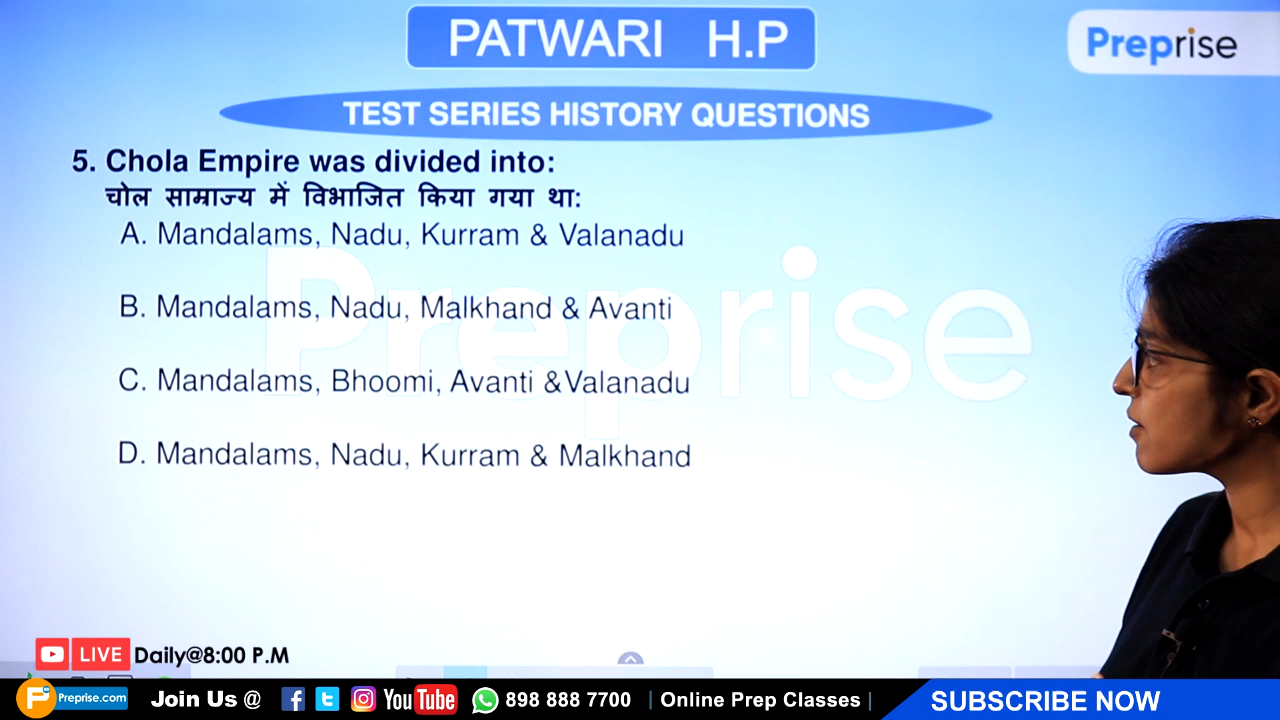 PATWARI H.P
Preprise
TEST SERIES HISTORY QUESTIONS
5. Chola Empire was divided into:
चोल साम्राज्य में विभाजित किया गया था:
A. Mandalams, Nadu, Kurram & Valanadu
B. Mandalams, Nadu, Malkhand & Avanti
C. Mandalams, Bhoomi, Avanti &Valanadu
D. Mandalams, Nadu, Kurram & Malkhand
Preprise
LIVE Daily@8:00 P.M
Preprise.com Join Us @ YouTube 898 888 7700 | Online Prep Classes | SUBSCRIBE NOW